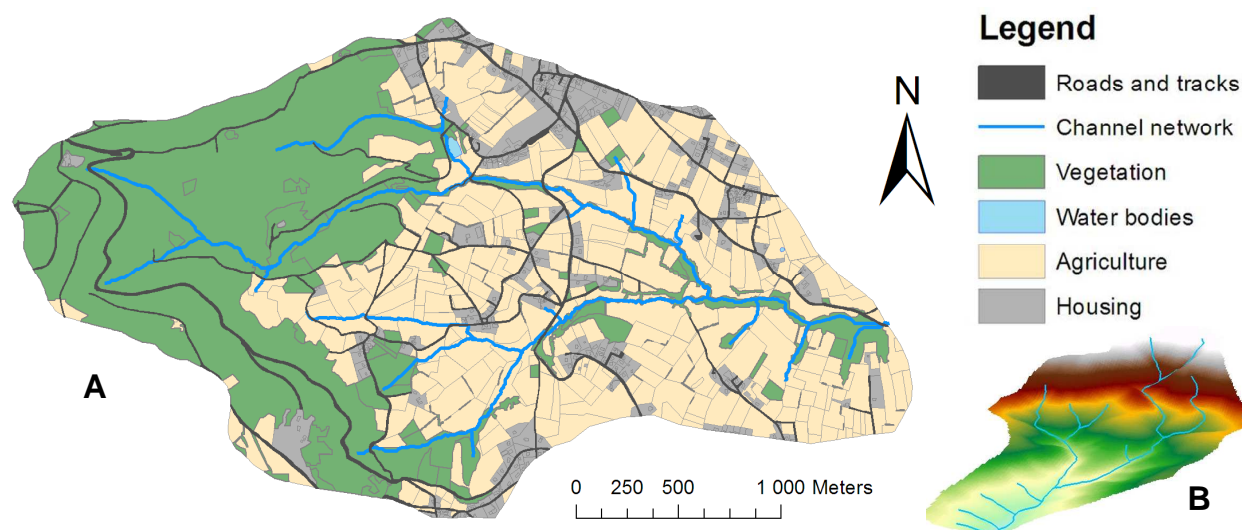 Legend
Roads and tracks
Channel network
Vegetation
Water bodies
Agriculture
Housing
N
A
B
0 250 500 1 000 Meters